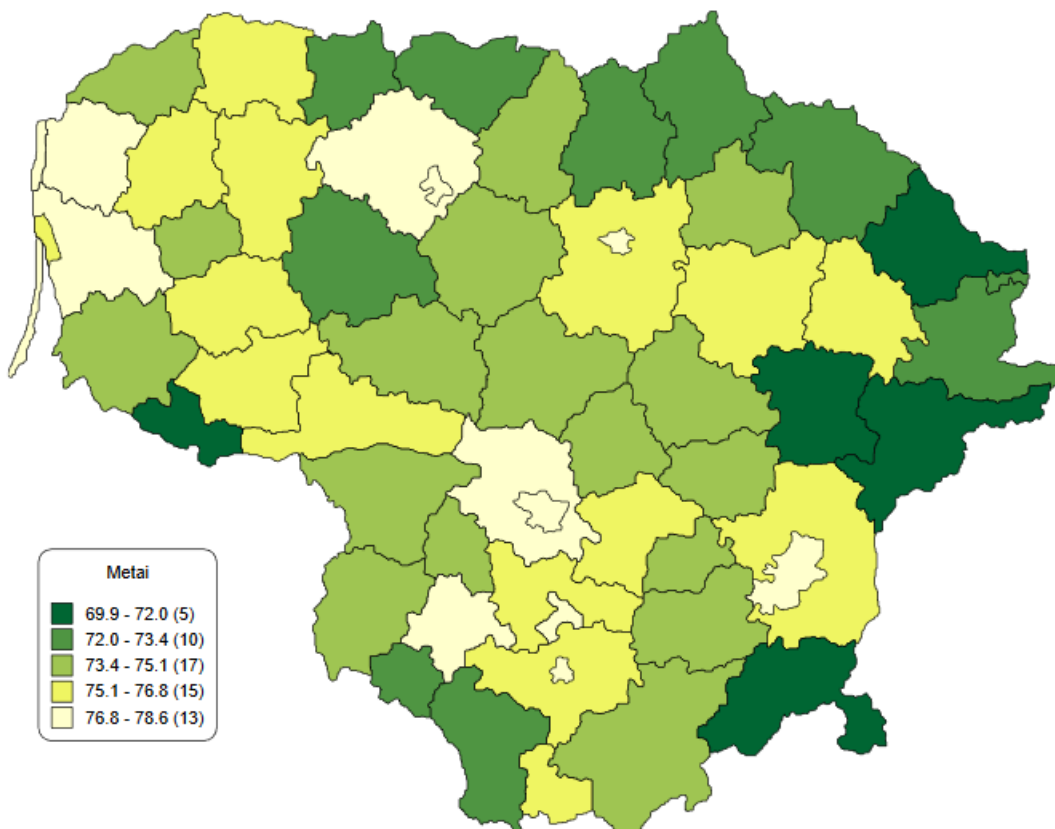 Metai
69.9 - 72.0 (5)
72.0 - 73.4 (10)
73.4 - 75.1 (17)
75.1 - 76.8 (15)
76.8 - 78.6 (13)